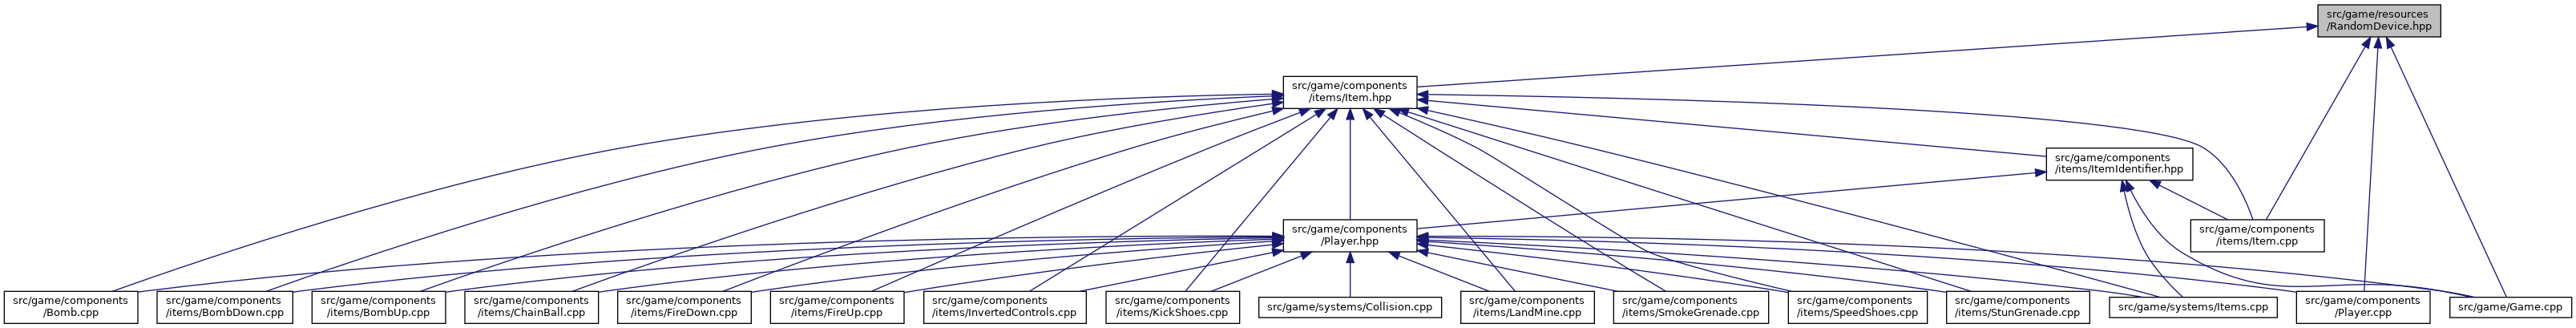 src/game/resources
/RandomDevice.hpp
src/game/components
/items/Item.hpp
src/game/components
/items/ItemIdentifier.hpp
src/game/components
/Player.hpp
src/game/components
/items/Item.cpp
src/game/components
/Bomb.cpp
src/game/components
/items/BombDown.cpp
src/game/components
/items/BombUp.cpp
src/game/components
/items/ChainBall.cpp
src/game/components
/items/FireDown.cpp
src/game/components
/items/FireUp.cpp
src/game/components
/items/InvertedControls.cpp
src/game/components
/items/KickShoes.cpp
src/game/systems/Collision.cpp
src/game/components
/items/LandMine.cpp
src/game/components
/items/SmokeGrenade.cpp
src/game/components
/items/SpeedShoes.cpp
src/game/components
/items/StunGrenade.cpp
src/game/systems/Items.cpp
src/game/components
/Player.cpp
src/game/Game.cpp